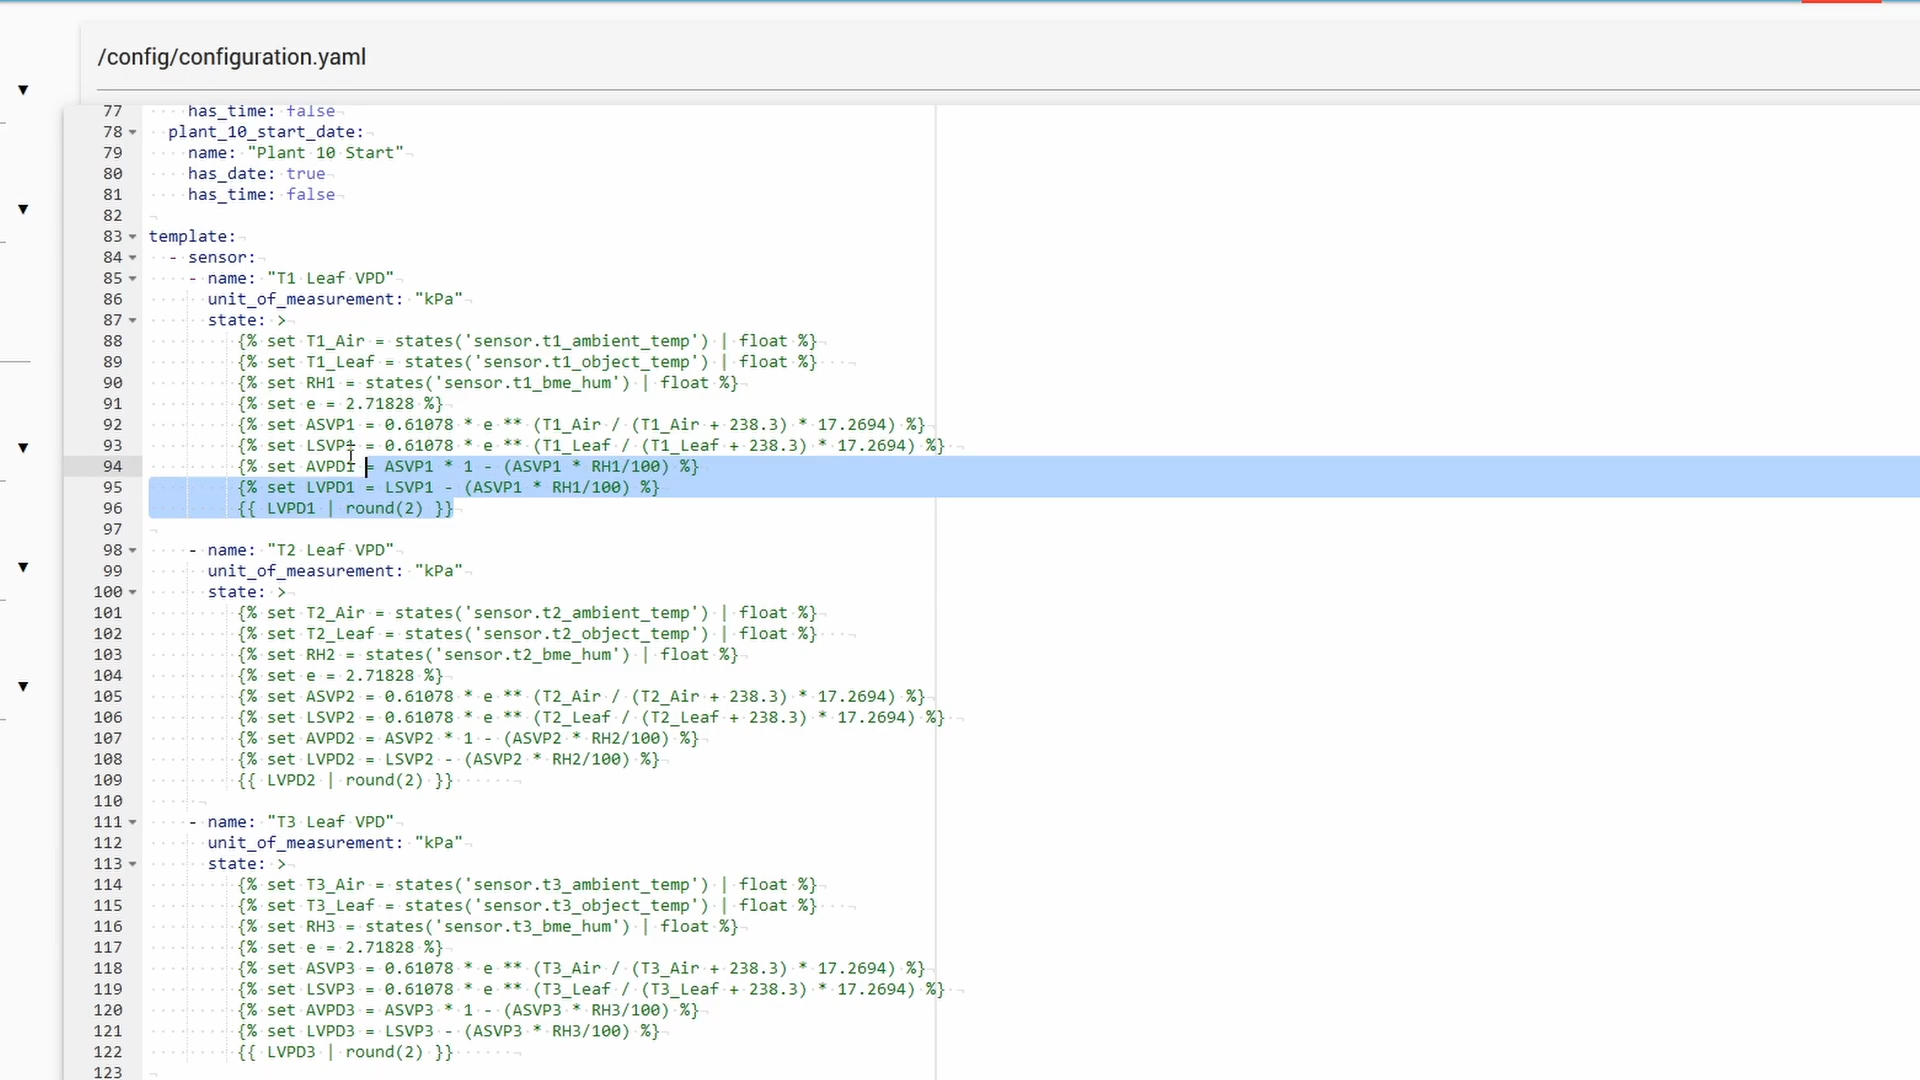 /config/configuration.yaml
77 has_time: false
78 plant_10_start_date:
79 name: "Plant 10 Start"
80 has_date: true
81 has_time: false
82
83 template:
84 - sensor:
85 - name: "T1 Leaf VPD"
86 unit_of_measurement: "kPa"
87 state: >
88 {% set T1_Air = states('sensor.t1_ambient_temp') | float %}
89 {% set T1_Leaf = states('sensor.t1_object_temp') | float %}
90 {% set RH1 = states('sensor.t1_bme_hum') | float %}
91 {% set e = 2.71828 %}
92 {% set ASVP1 = 0.61078 * e ** (T1_Air / (T1_Air + 238.3) * 17.2694) %}
93 {% set LSVP1 = 0.61078 * e ** (T1_Leaf / (T1_Leaf + 238.3) * 17.2694) %}
94 {% set AVPD1 = ASVP1 * 1 - (ASVP1 * RH1/100) %}
95 {% set LVPD1 = LSVP1 - (ASVP1 * RH1/100) %}
96 {{ LVPD1 | round(2) }}
97
98 - name: "T2 Leaf VPD"
99 unit_of_measurement: "kPa"
100 state: >
101 {% set T2_Air = states('sensor.t2_ambient_temp') | float %}
102 {% set T2_Leaf = states('sensor.t2_object_temp') | float %}
103 {% set RH2 = states('sensor.t2_bme_hum') | float %}
104 {% set e = 2.71828 %}
105 {% set ASVP2 = 0.61078 * e ** (T2_Air / (T2_Air + 238.3) * 17.2694) %}
106 {% set LSVP2 = 0.61078 * e ** (T2_Leaf / (T2_Leaf + 238.3) * 17.2694) %}
107 {% set AVPD2 = ASVP2 * 1 - (ASVP2 * RH2/100) %}
108 {% set LVPD2 = LSVP2 - (ASVP2 * RH2/100) %}
109 {{ LVPD2 | round(2) }}
110
111 - name: "T3 Leaf VPD"
112 unit_of_measurement: "kPa"
113 state: >
114 {% set T3_Air = states('sensor.t3_ambient_temp') | float %}
115 {% set T3_Leaf = states('sensor.t3_object_temp') | float %}
116 {% set RH3 = states('sensor.t3_bme_hum') | float %}
117 {% set e = 2.71828 %}
118 {% set ASVP3 = 0.61078 * e ** (T3_Air / (T3_Air + 238.3) * 17.2694) %}
119 {% set LSVP3 = 0.61078 * e ** (T3_Leaf / (T3_Leaf + 238.3) * 17.2694) %}
120 {% set AVPD3 = ASVP3 * 1 - (ASVP3 * RH3/100) %}
121 {% set LVPD3 = LSVP3 - (ASVP3 * RH3/100) %}
122 {{ LVPD3 | round(2) }}
123